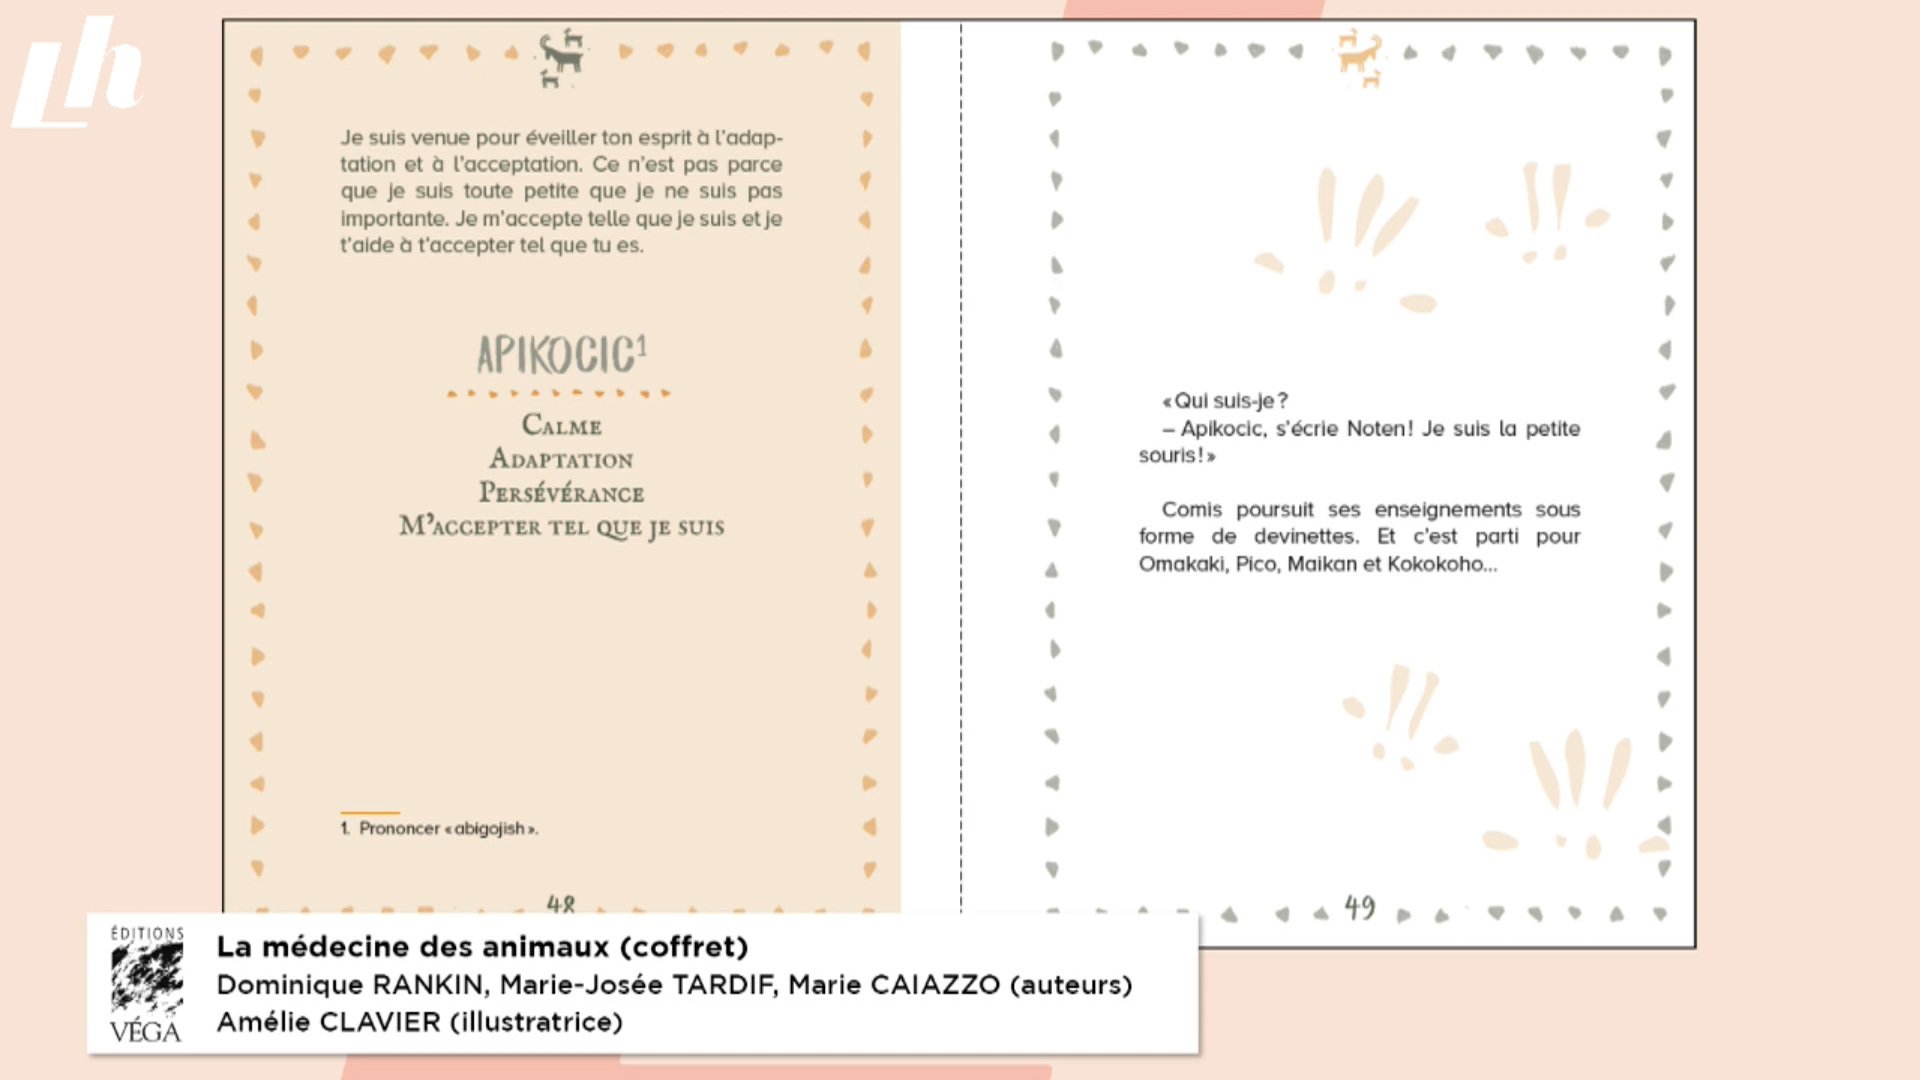 Lh
Je suis venue pour éveiller ton esprit à l'adap-
tation et à l'acceptation. Ce n'est pas parce
que je suis toute petite que je ne suis pas
importante. Je m'accepte telle que je suis et je
t'aide à t'accepter tel que tu es.
APIKOCIC¹
CALME
ADAPTATION
PERSÉVÉRANCE
M'ACCEPTER TEL QUE JE SUIS
1. Prononcer « abigojish ».
48
« Qui suis-je ?
– Apikocic, s'écrie Noten ! Je suis la petite
souris ! »
Comis poursuit ses enseignements sous
forme de devinettes. Et c'est parti pour
Omakaki, Pico, Maikan et Kokokoho...
49
ÉDITIONS
VÉGA
La médecine des animaux (coffret)
Dominique RANKIN, Marie-Josée TARDIF, Marie CAIAZZO (auteurs)
Amélie CLAVIER (illustratrice)